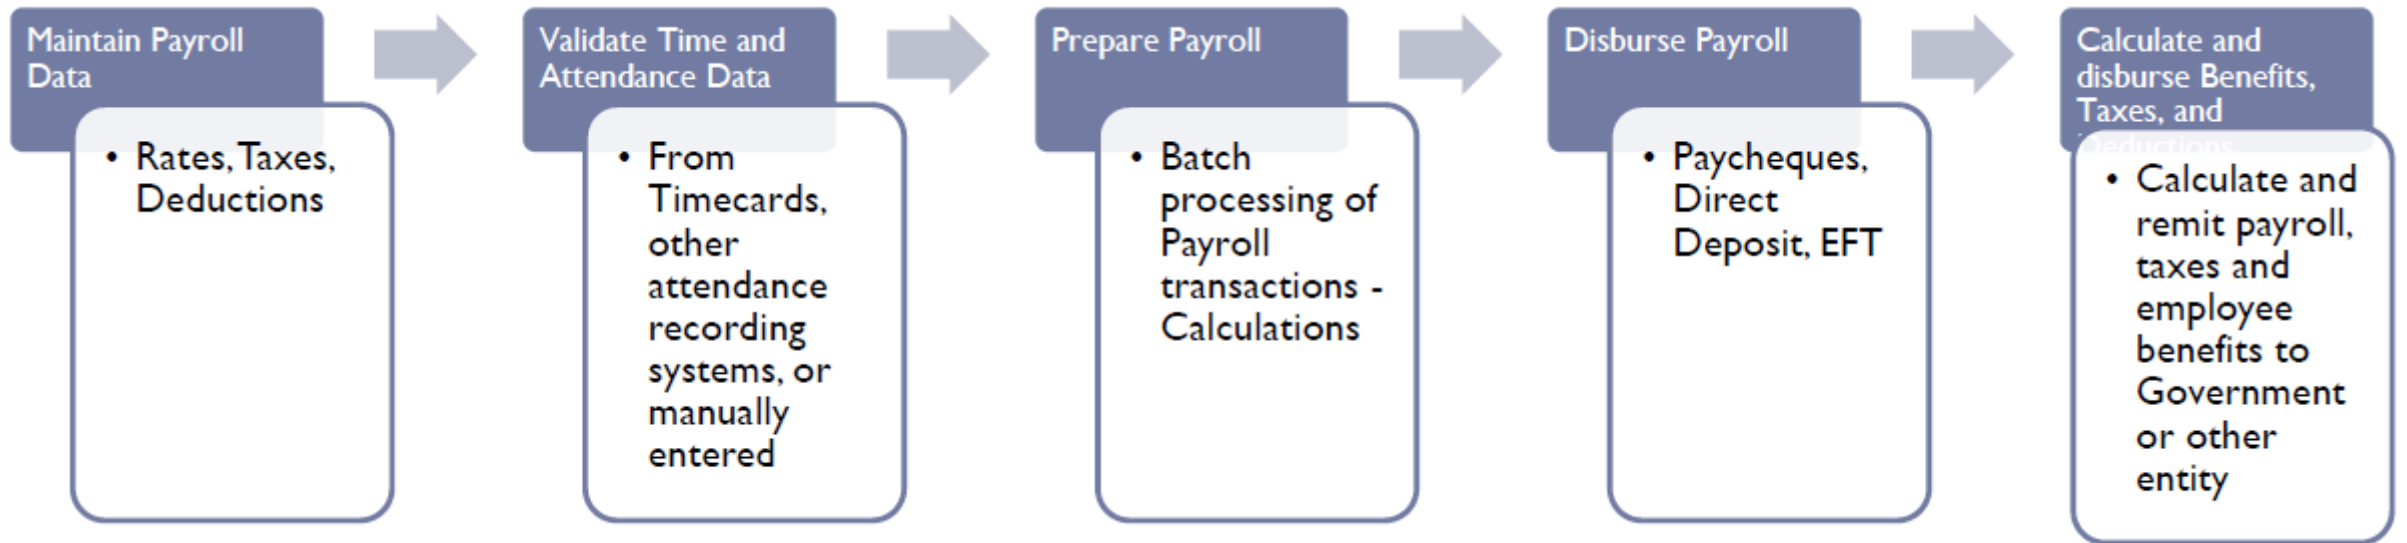 Maintain Payroll
Data
• Rates, Taxes,
Deductions
Validate Time and
Attendance Data
• From
Timecards,
other
attendance
recording
systems, or
manually
entered
Prepare Payroll
• Batch
processing of
Payroll
transactions -
Calculations
Disburse Payroll
• Paycheques,
Direct
Deposit, EFT
Calculate and
disburse Benefits,
Taxes, and
Deductions
• Calculate and
remit payroll,
taxes and
employee
benefits to
Government
or other
entity